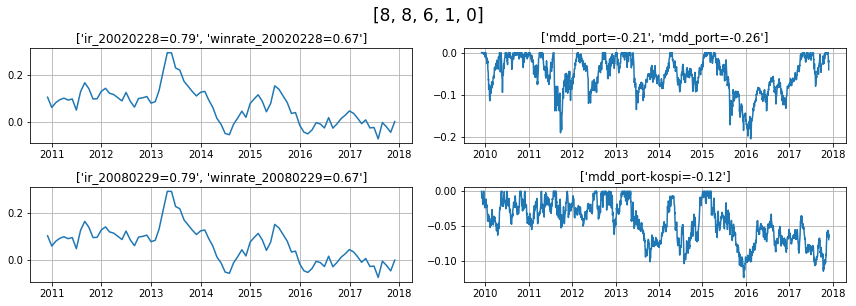 [8, 8, 6, 1, 0]
['ir_20020228=0.79', 'winrate_20020228=0.67']
0.2
0.0
2011 2012 2013 2014 2015 2016 2017 2018
['mdd_port=-0.21', 'mdd_port=-0.26']
0.0
−0.1
−0.2
2010 2011 2012 2013 2014 2015 2016 2017 2018
['ir_20080229=0.79', 'winrate_20080229=0.67']
0.2
0.0
2011 2012 2013 2014 2015 2016 2017 2018
['mdd_port-kospi=-0.12']
0.00
−0.05
−0.10
2010 2011 2012 2013 2014 2015 2016 2017 2018